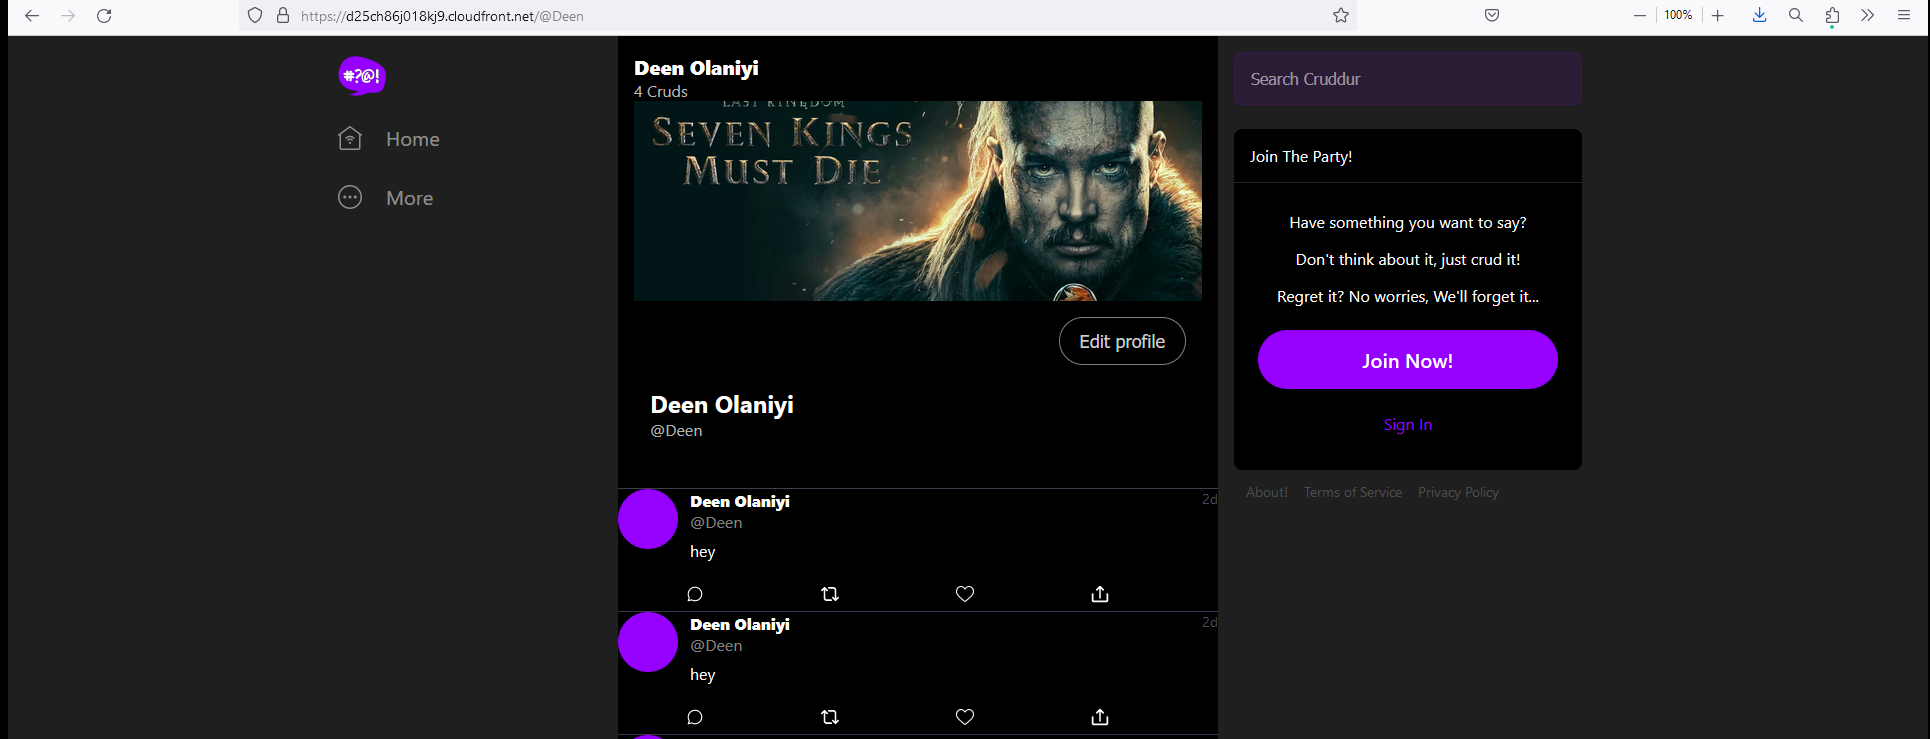 https://d25ch86j018kj9.cloudfront.net/@Deen
100%
#?@!
Home
More
Deen Olaniyi
4 Cruds
LAST KINGDOM
SEVEN KINGS
MUST DIE
Edit profile
Deen Olaniyi
@Deen
Deen Olaniyi
2d
@Deen
hey
Deen Olaniyi
2d
@Deen
hey
Search Cruddur
Join The Party!
Have something you want to say?
Don't think about it, just crud it!
Regret it? No worries, We'll forget it...
Join Now!
Sign In
About!
Terms of Service
Privacy Policy